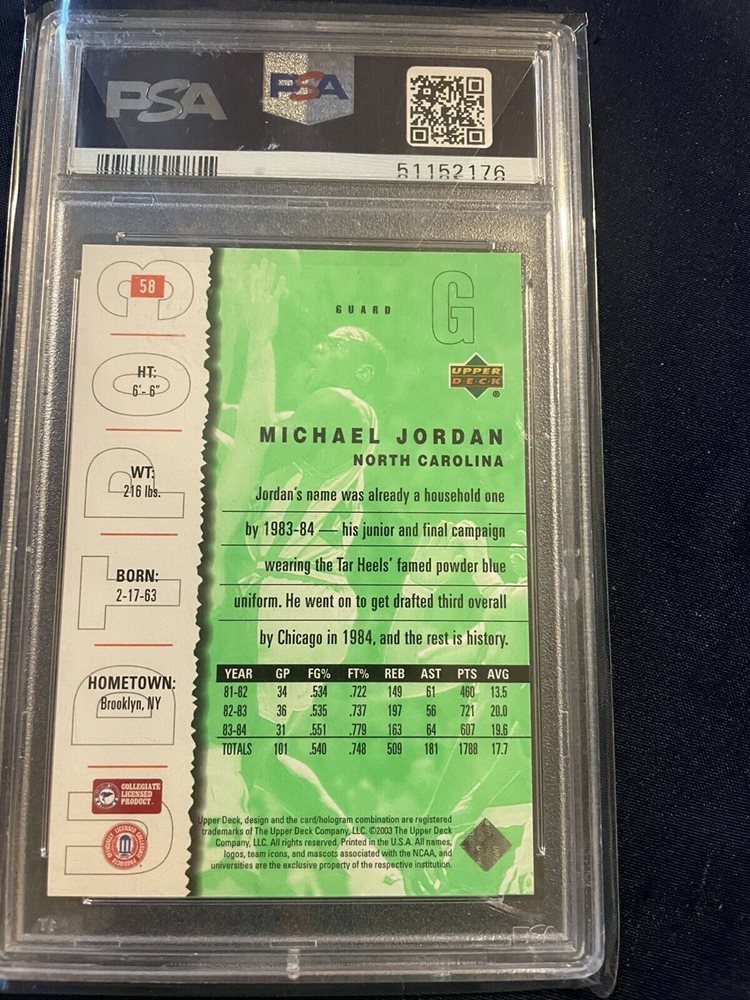 PSA
PSA
51152176
58
UD TOP 03
GUARD
G
HT:
6'- 6"
UPPER
D·E·C·K
®
MICHAEL JORDAN
NORTH CAROLINA
WT:
216 lbs.
Jordan's name was already a household one
by 1983-84 — his junior and final campaign
wearing the Tar Heels' famed powder blue
uniform. He went on to get drafted third overall
by Chicago in 1984, and the rest is history.
BORN:
2-17-63
HOMETOWN:
Brooklyn, NY
YEAR GP FG% FT% REB AST PTS AVG
81-82 34 .534 .722 149 61 460 13.5
82-83 36 .535 .737 197 56 721 20.0
83-84 31 .551 .779 163 64 607 19.6
TOTALS 101 .540 .748 509 181 1788 17.7
COLLEGIATE
LICENSED
PRODUCT
Upper Deck, design and the card/hologram combination are registered
trademarks of The Upper Deck Company, LLC. ©2003 The Upper Deck
Company, LLC. All rights reserved. Printed in the U.S.A. All names,
logos, team icons, and mascots associated with the NCAA, and
universities are the exclusive property of the respective institution.
PSA